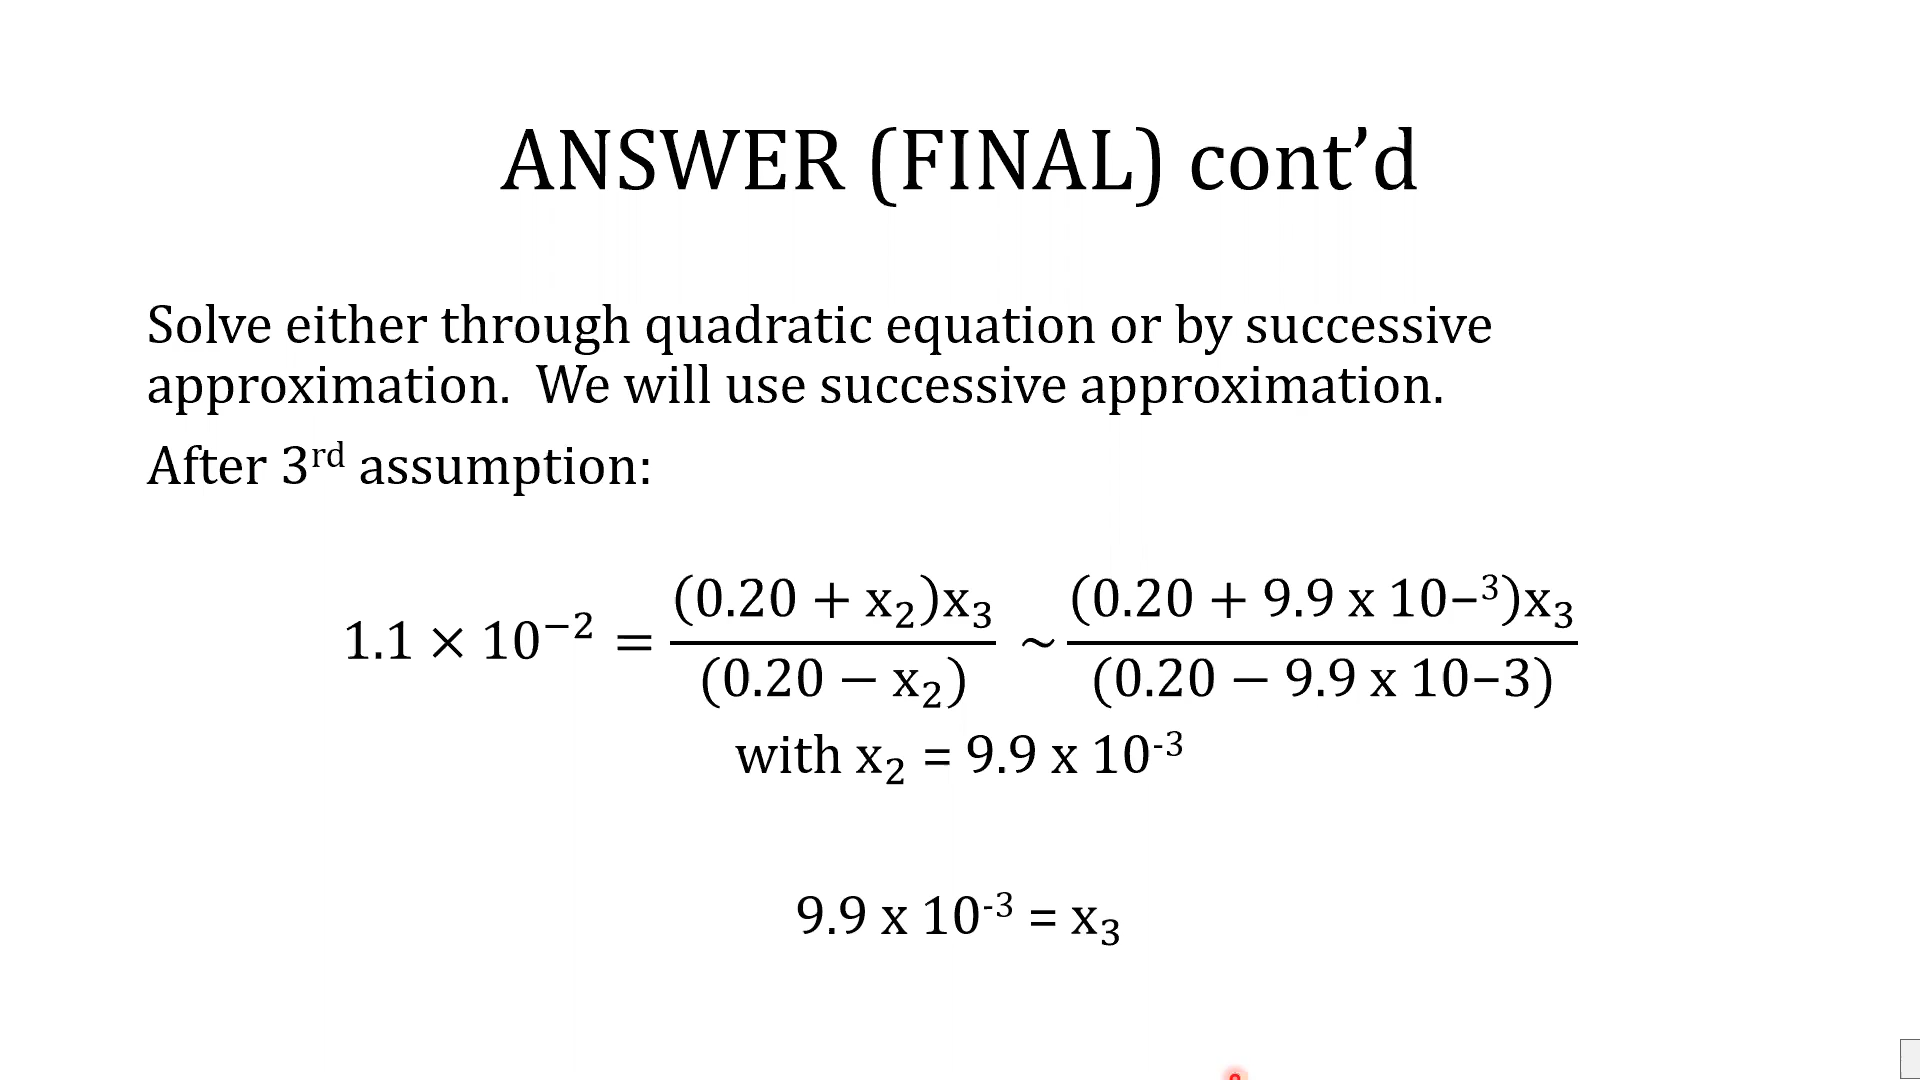 ANSWER (FINAL) cont’d
Solve either through quadratic equation or by successive
approximation.  We will use successive approximation.
After 3ʳᵈ assumption:
1.1 × 10⁻² = (0.20 + x₂)x₃ / (0.20 − x₂) ~ (0.20 + 9.9 x 10–³)x₃ / (0.20 − 9.9 x 10–3)
with x₂ = 9.9 x 10⁻³
9.9 x 10⁻³ = x₃